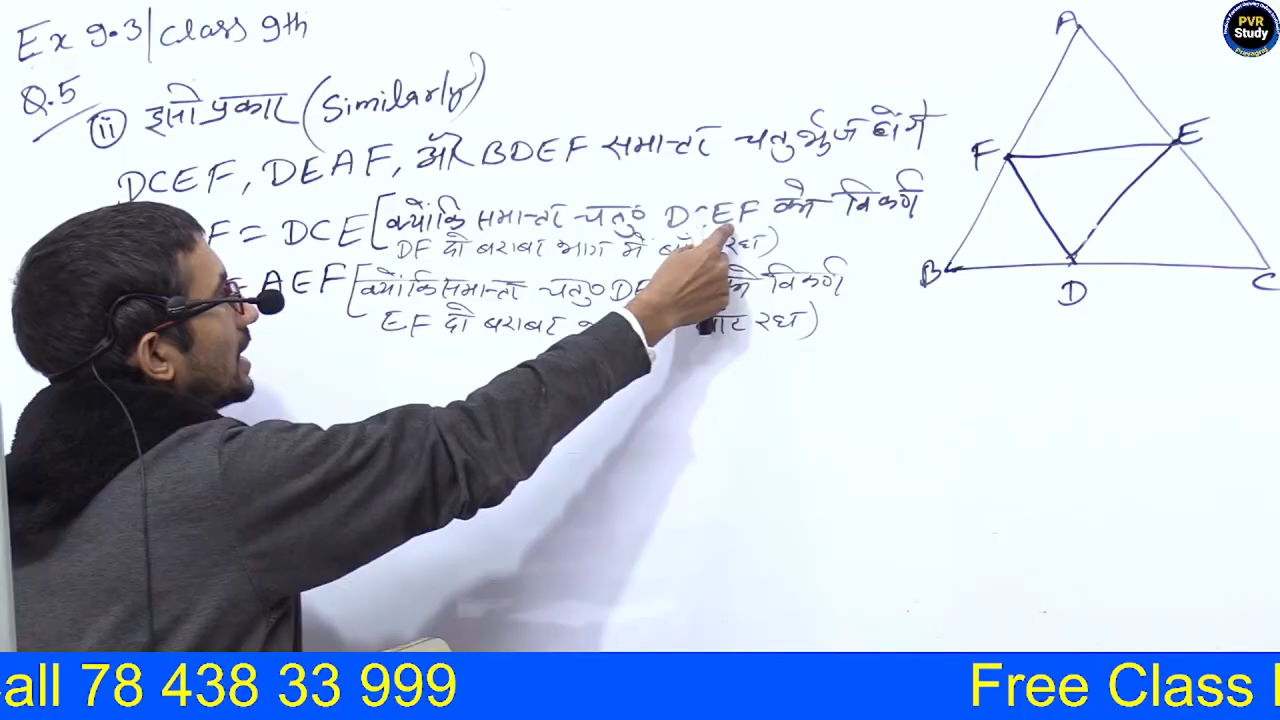 Ex 9.3/class 9th
Q.5
(ii) इसी प्रकार (Similarly)
DCEF, DEAF, और BDEF समान्तर चतुर्भुज होंगे
F = DCE [क्योंकि समान्तर चतु० D EF को विकर्ण
DF दो बराबर भाग में रहा)
= AEF [क्योंकि समान्तर चतु० DE विकर्ण
EF दो बराबर बाट रहा)
A
F
E
B
D
C
PVR
Study
Prayagraj
all 78 438 33 999
Free Class